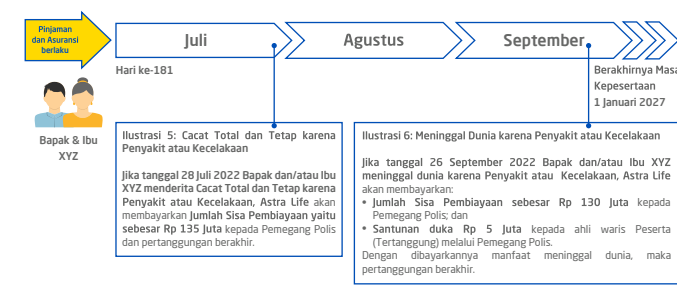 Pinjaman
dan Asuransi
berlaku
Juli
Agustus
September
Hari ke-181
Berakhirnya Masa
Kepesertaan
1 Januari 2027
Bapak & Ibu
XYZ
Ilustrasi 5: Cacat Total dan Tetap karena
Penyakit atau Kecelakaan
Jika tanggal 28 Juli 2022 Bapak dan/atau Ibu
XYZ menderita Cacat Total dan Tetap karena
Penyakit atau Kecelakaan, Astra Life akan
membayarkan Jumlah Sisa Pembiayaan yaitu
sebesar Rp 135 Juta kepada Pemegang Polis
dan pertanggungan berakhir.
Ilustrasi 6: Meninggal Dunia karena Penyakit atau Kecelakaan
Jika tanggal 26 September 2022 Bapak dan/atau Ibu XYZ
meninggal dunia karena Penyakit atau Kecelakaan, Astra Life
akan membayarkan:
• Jumlah Sisa Pembiayaan sebesar Rp 130 Juta kepada
Pemegang Polis; dan
• Santunan duka Rp 5 Juta kepada ahli waris Peserta
(Tertanggung) melalui Pemegang Polis.
Dengan dibayarkannya manfaat meninggal dunia, maka
pertanggungan berakhir.